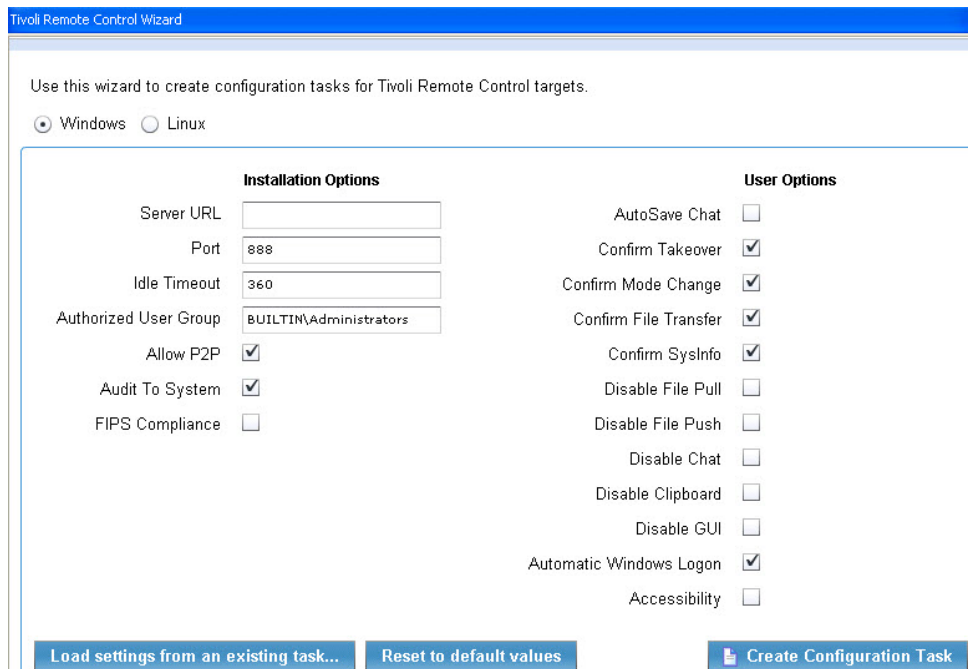 Tivoli Remote Control Wizard
Use this wizard to create configuration tasks for Tivoli Remote Control targets.
Windows Linux
Installation Options
Server URL
Port 888
Idle Timeout 360
Authorized User Group BUILTIN\Administrators
Allow P2P
Audit To System
FIPS Compliance
User Options
AutoSave Chat
Confirm Takeover
Confirm Mode Change
Confirm File Transfer
Confirm SysInfo
Disable File Pull
Disable File Push
Disable Chat
Disable Clipboard
Disable GUI
Automatic Windows Logon
Accessibility
Load settings from an existing task... Reset to default values Create Configuration Task